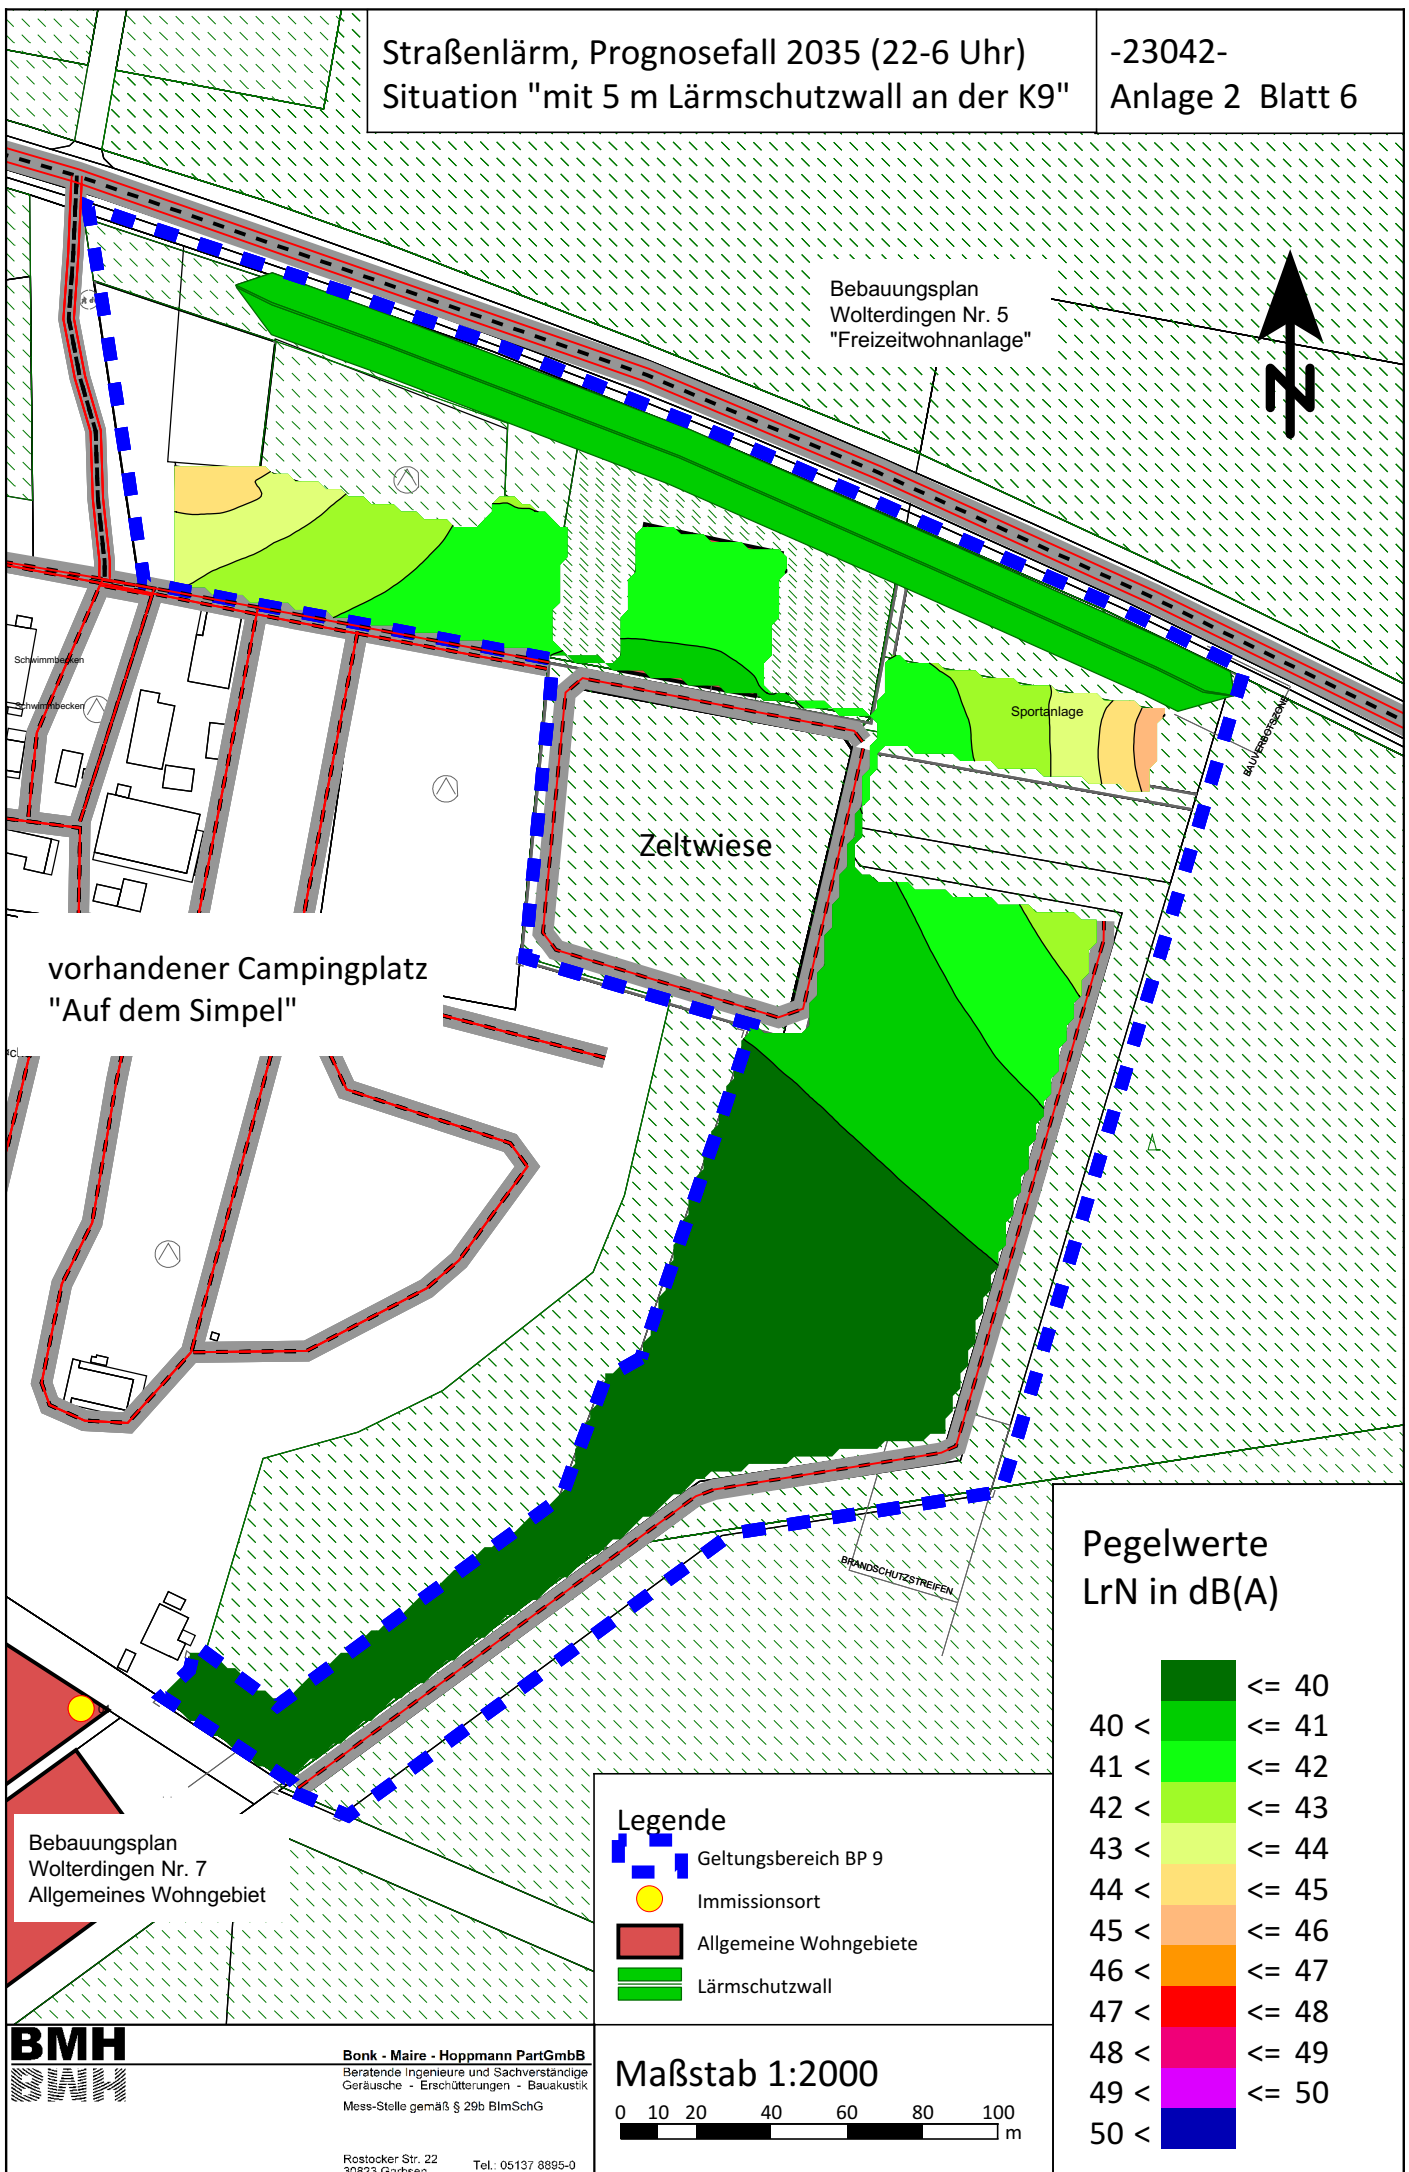 Straßenlärm, Prognosefall 2035 (22-6 Uhr)
Situation "mit 5 m Lärmschutzwall an der K9"
-23042-
Anlage 2 Blatt 6
Bebauungsplan
Wolterdingen Nr. 5
"Freizeitwohnanlage"
N
Schwimmbecken
Schwimmbecken
Sportanlage
BAUVERBOTSZONE
Zeltwiese
vorhandener Campingplatz
"Auf dem Simpel"
BRANDSCHUTZSTREIFEN
Bebauungsplan
Wolterdingen Nr. 7
Allgemeines Wohngebiet
Legende
Geltungsbereich BP 9
Immissionsort
Allgemeine Wohngebiete
Lärmschutzwall
Pegelwerte
LrN in dB(A)
<= 40
40 < <= 41
41 < <= 42
42 < <= 43
43 < <= 44
44 < <= 45
45 < <= 46
46 < <= 47
47 < <= 48
48 < <= 49
49 < <= 50
50 <
BMH
Bonk - Maire - Hoppmann PartGmbB
Beratende Ingenieure und Sachverständige
Geräusche - Erschütterungen - Bauakustik
Mess-Stelle gemäß § 29b BImSchG
Rostocker Str. 22
30823 Garbsen
Tel.: 05137 8895-0
Maßstab 1:2000
0 10 20 40 60 80 100
m